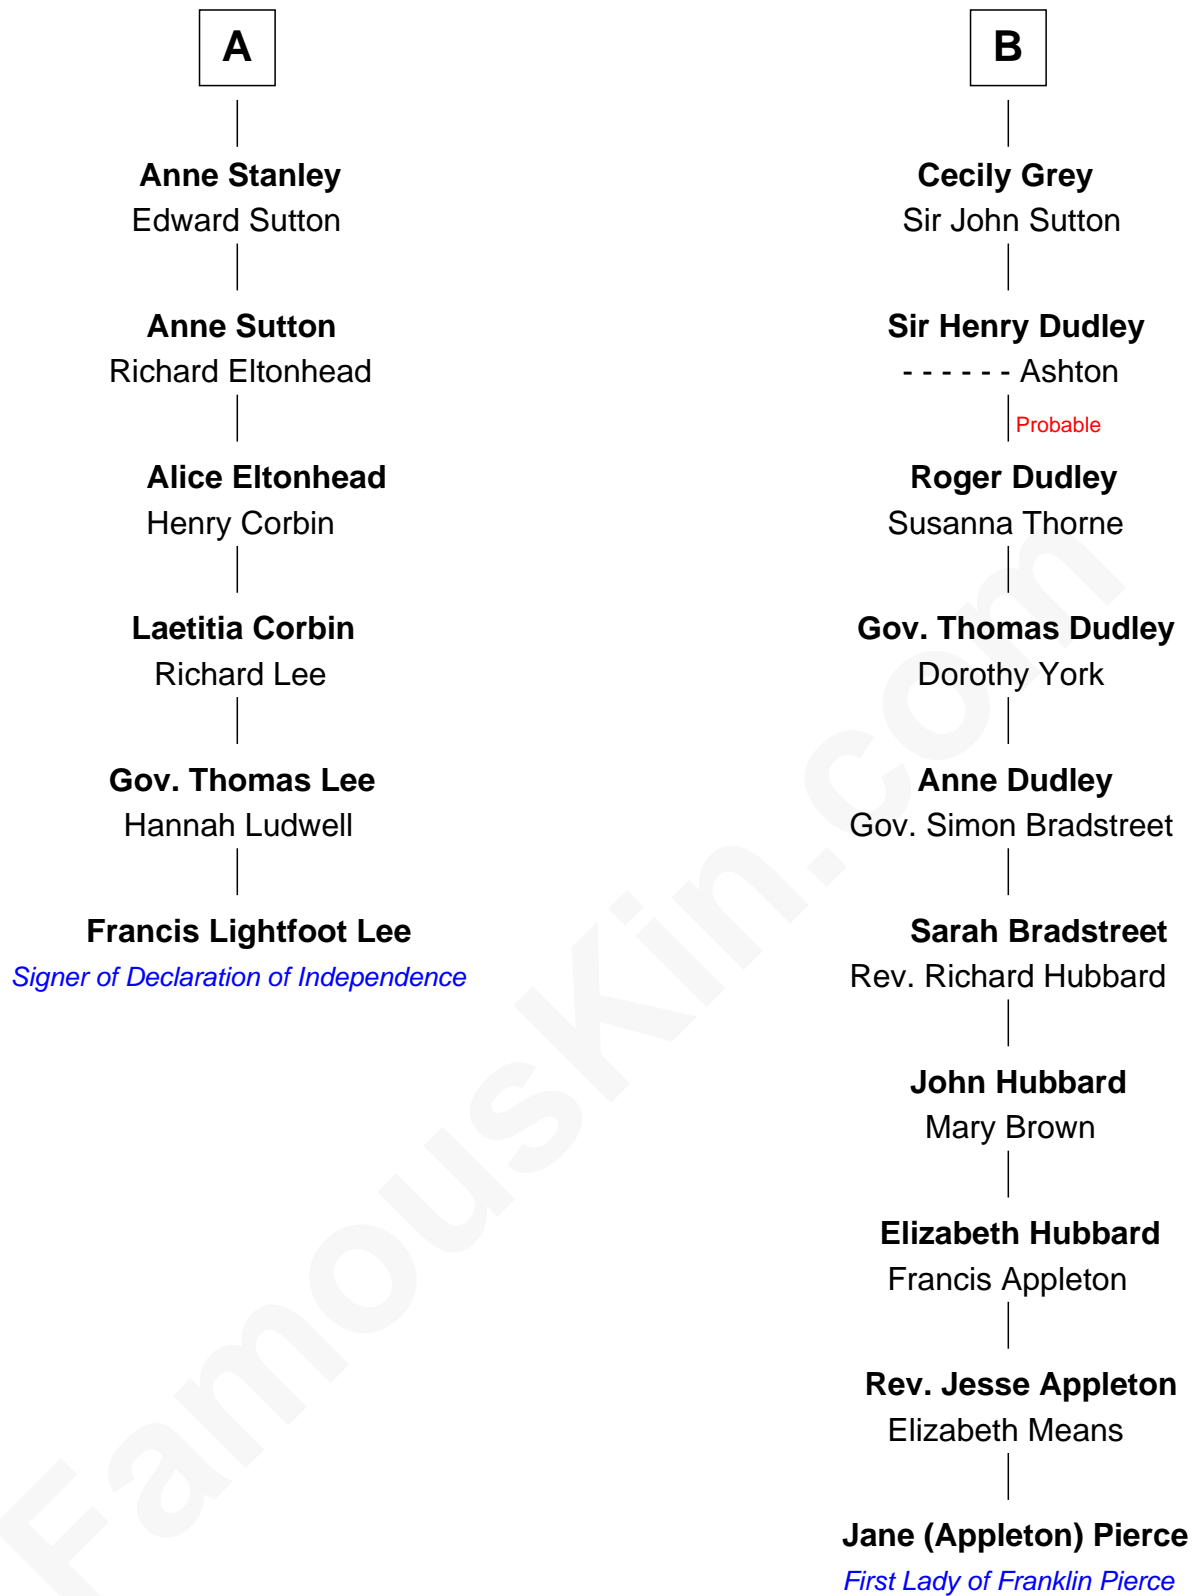 A
Anne Stanley
Edward Sutton
Anne Sutton
Richard Eltonhead
Alice Eltonhead
Henry Corbin
Laetitia Corbin
Richard Lee
Gov. Thomas Lee
Hannah Ludwell
Francis Lightfoot Lee
Signer of Declaration of Independence
B
Cecily Grey
Sir John Sutton
Sir Henry Dudley
- - - - - - Ashton
Probable
Roger Dudley
Susanna Thorne
Gov. Thomas Dudley
Dorothy York
Anne Dudley
Gov. Simon Bradstreet
Sarah Bradstreet
Rev. Richard Hubbard
John Hubbard
Mary Brown
Elizabeth Hubbard
Francis Appleton
Rev. Jesse Appleton
Elizabeth Means
Jane (Appleton) Pierce
First Lady of Franklin Pierce
FamousKin.com